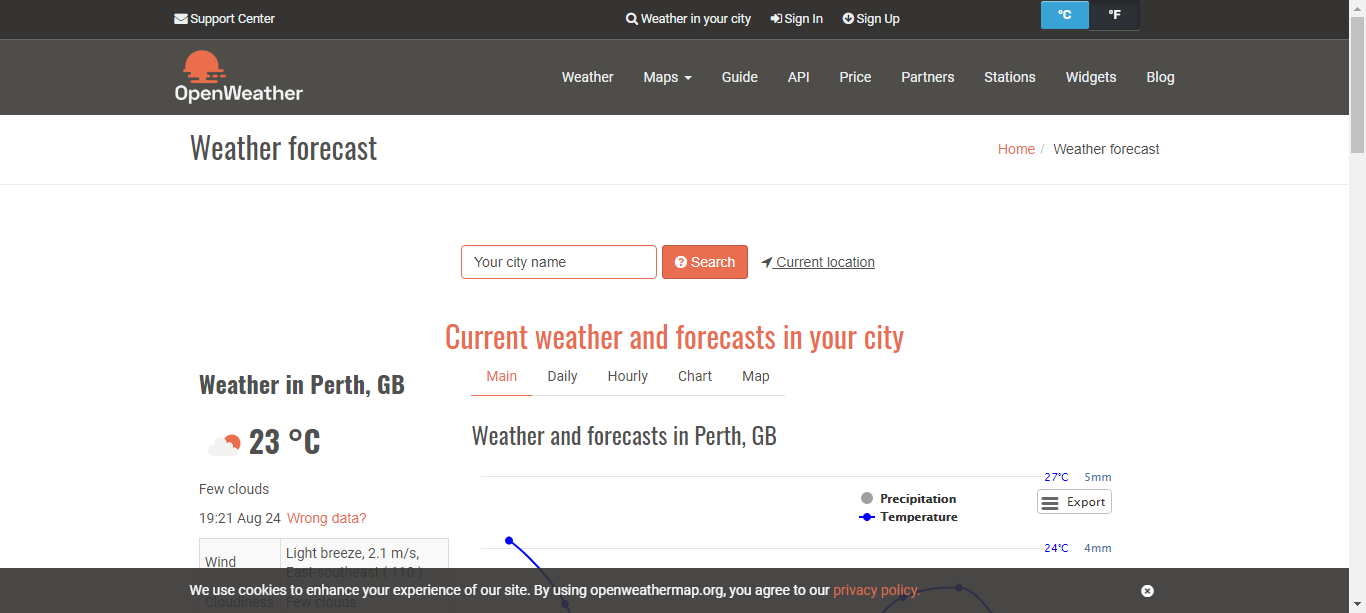 Support Center
Weather in your city Sign In Sign Up
°C °F
OpenWeather
Weather Maps Guide API Price Partners Stations Widgets Blog
Weather forecast
Home / Weather forecast
Your city name Search Current location
Current weather and forecasts in your city
Weather in Perth, GB
Main Daily Hourly Chart Map
23 °C
Weather and forecasts in Perth, GB
Few clouds
19:21 Aug 24 Wrong data?
27°C 5mm
Precipitation
Temperature
Export
24°C 4mm
Wind
Light breeze, 2.1 m/s,
East-southeast ( 110 )
Cloudiness Few clouds
We use cookies to enhance your experience of our site. By using openweathermap.org, you agree to our privacy policy.